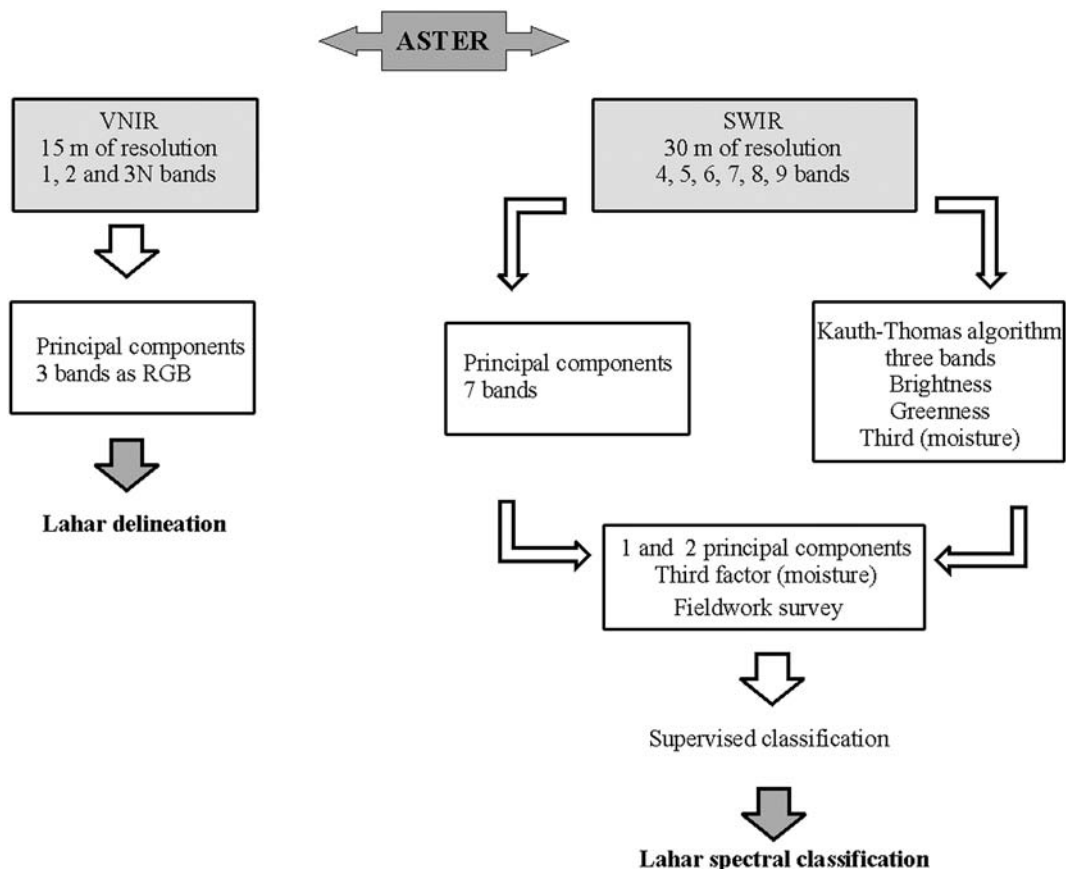 ASTER
VNIR
15 m of resolution
1, 2 and 3N bands
SWIR
30 m of resolution
4, 5, 6, 7, 8, 9 bands
Principal components
3 bands as RGB
Principal components
7 bands
Kauth-Thomas algorithm
three bands
Brightness
Greenness
Third (moisture)
Lahar delineation
1 and 2 principal components
Third factor (moisture)
Fieldwork survey
Supervised classification
Lahar spectral classification